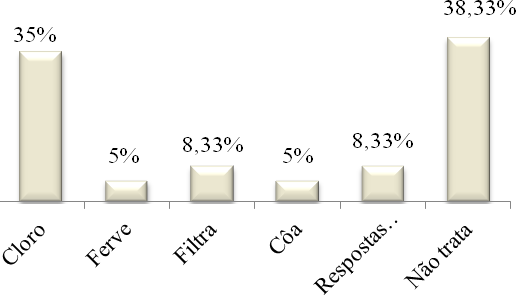 38,33%
35%
5%
8,33%
5%
8,33%
Cloro
Ferve
Filtra
Côa
Respostas..
Não trata